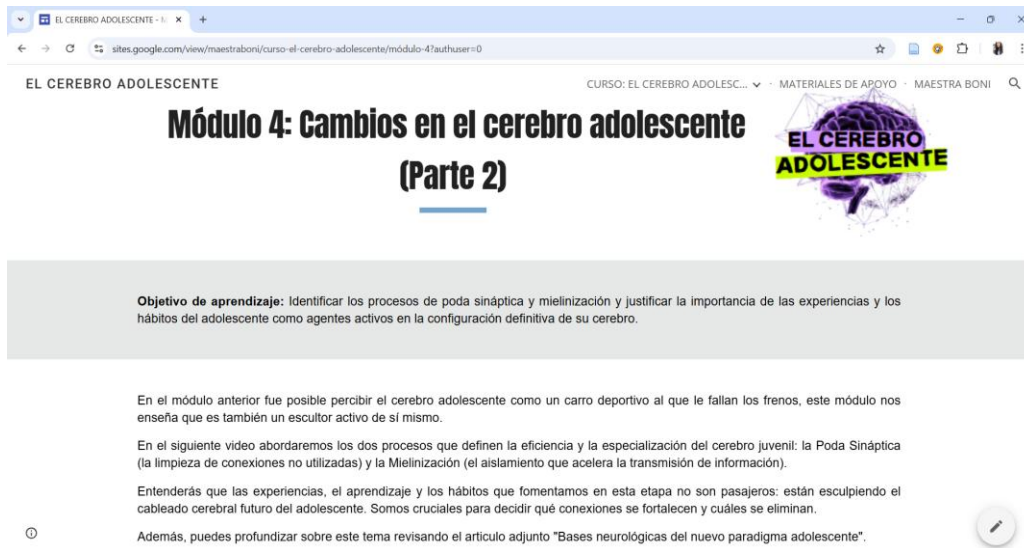 EL CEREBRO ADOLESCENTE -
sites.google.com/view/maestraboni/curso-el-cerebro-adolescente/módulo-4?authuser=0
EL CEREBRO ADOLESCENTE
CURSO: EL CEREBRO ADOLESC... · MATERIALES DE APOYO · MAESTRA BONI
Módulo 4: Cambios en el cerebro adolescente
(Parte 2)
EL CEREBRO
ADOLESCENTE
Objetivo de aprendizaje: Identificar los procesos de poda sináptica y mielinización y justificar la importancia de las experiencias y los
hábitos del adolescente como agentes activos en la configuración definitiva de su cerebro.
En el módulo anterior fue posible percibir el cerebro adolescente como un carro deportivo al que le fallan los frenos, este módulo nos
enseña que es también un escultor activo de sí mismo.
En el siguiente video abordaremos los dos procesos que definen la eficiencia y la especialización del cerebro juvenil: la Poda Sináptica
(la limpieza de conexiones no utilizadas) y la Mielinización (el aislamiento que acelera la transmisión de información).
Entenderás que las experiencias, el aprendizaje y los hábitos que fomentamos en esta etapa no son pasajeros: están esculpiendo el
cableado cerebral futuro del adolescente. Somos cruciales para decidir qué conexiones se fortalecen y cuáles se eliminan.
Además, puedes profundizar sobre este tema revisando el articulo adjunto "Bases neurológicas del nuevo paradigma adolescente".